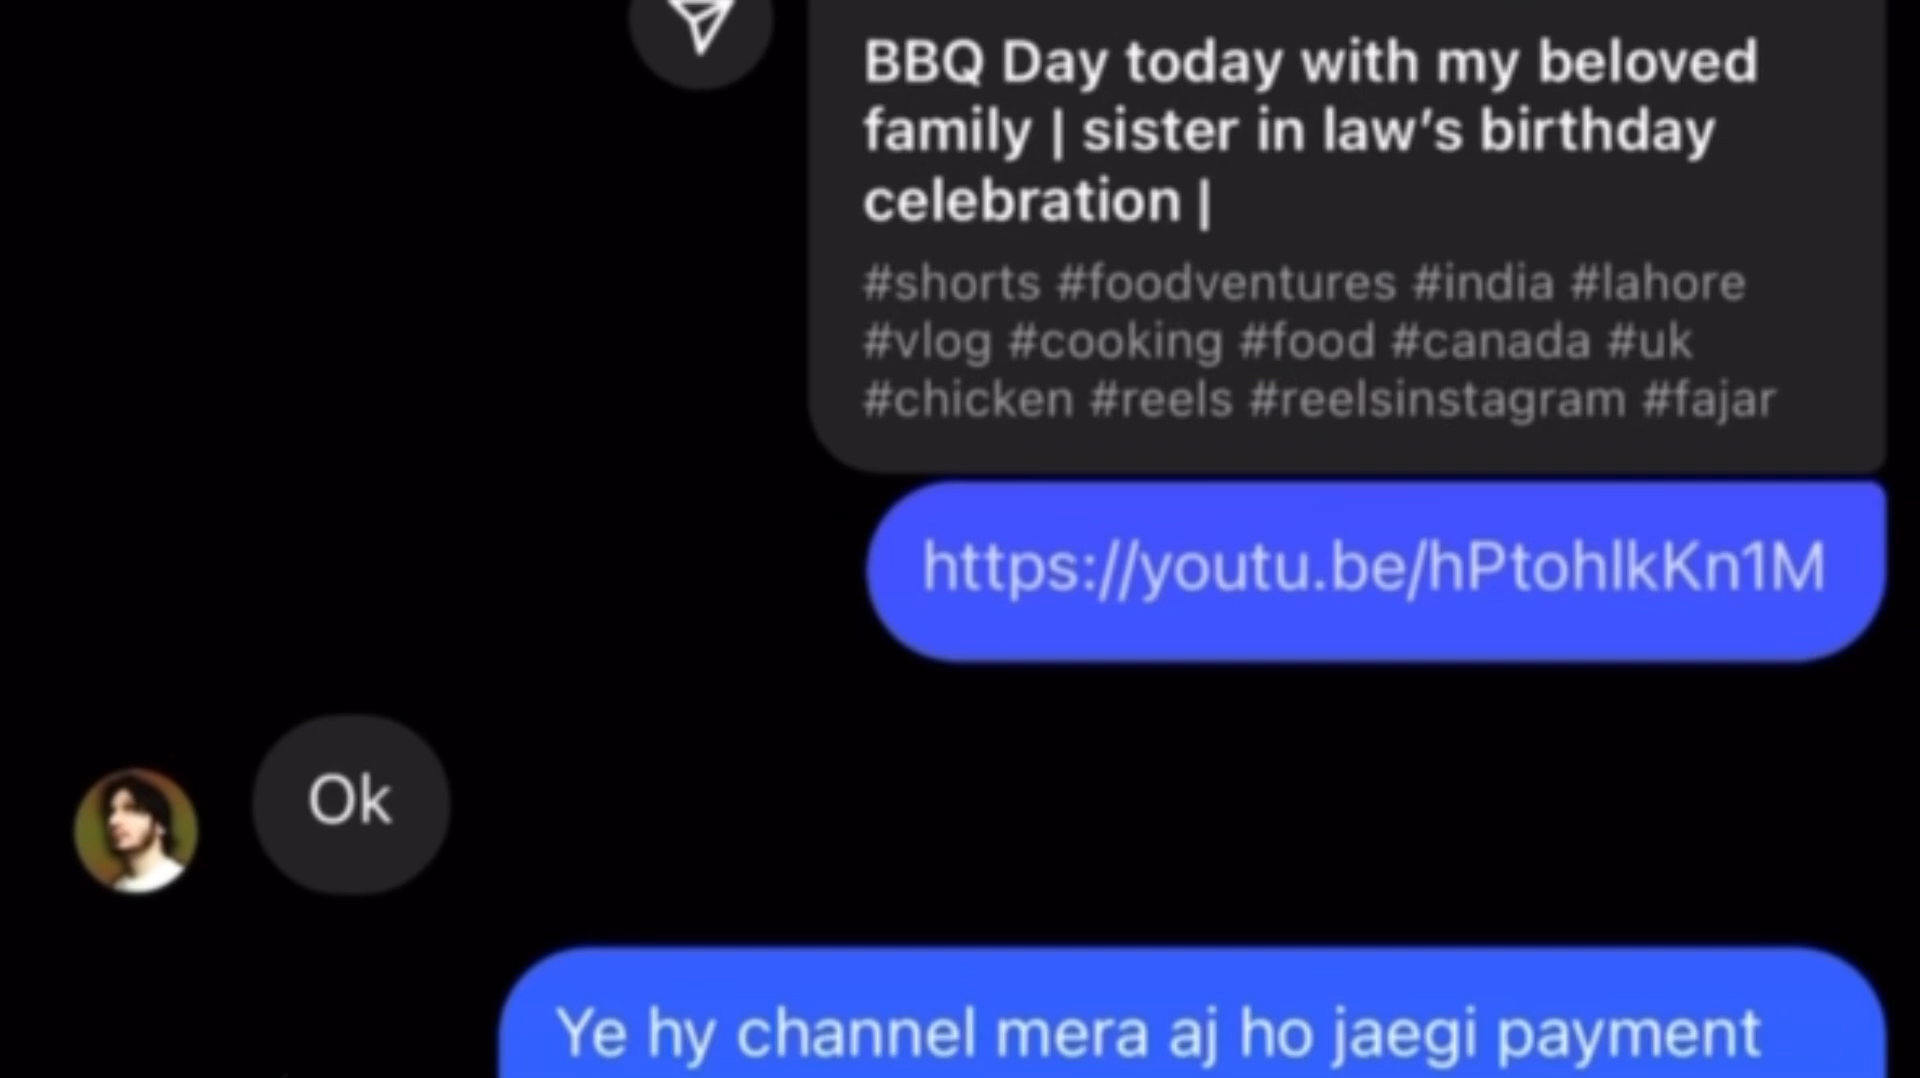 BBQ Day today with my beloved
family | sister in law’s birthday
celebration |
#shorts #foodventures #india #lahore
#vlog #cooking #food #canada #uk
#chicken #reels #reelsinstagram #fajar
https://youtu.be/hPtohlkKn1M
Ok
Ye hy channel mera aj ho jaegi payment